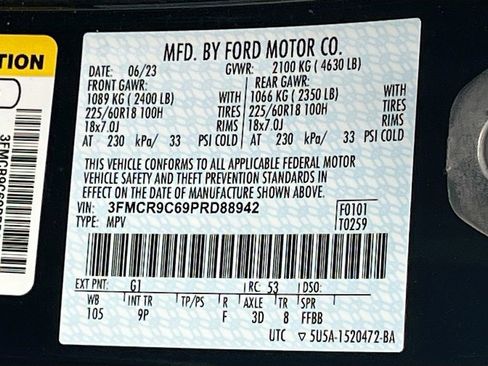 MFD. BY FORD MOTOR CO.
DATE: 06/23 GVWR: 2100 KG (4630 LB)
FRONT GAWR: REAR GAWR:
1089 KG (2400 LB) WITH 1066 KG (2350 LB) WITH
225/60R18 100H TIRES 225/60R18 100H TIRES
18x7.0J RIMS 18x7.0J RIMS
AT 230 kPa/ 33 PSI COLD AT 230 kPa/ 33 PSI COLD
THIS VEHICLE CONFORMS TO ALL APPLICABLE FEDERAL MOTOR
VEHICLE SAFETY AND THEFT PREVENTION STANDARDS IN
EFFECT ON THE DATE OF MANUFACTURE SHOWN ABOVE.
VIN: 3FMCR9C69PRD88942 F0101
TYPE: MPV T0259
EXT PNT: G1 RC: 53 DSO:
WB INT TR TP/PS R AXLE TR SPR
105 9P F 3D 8 FFBB
UTC ▽ 5U5A-1520472-BA